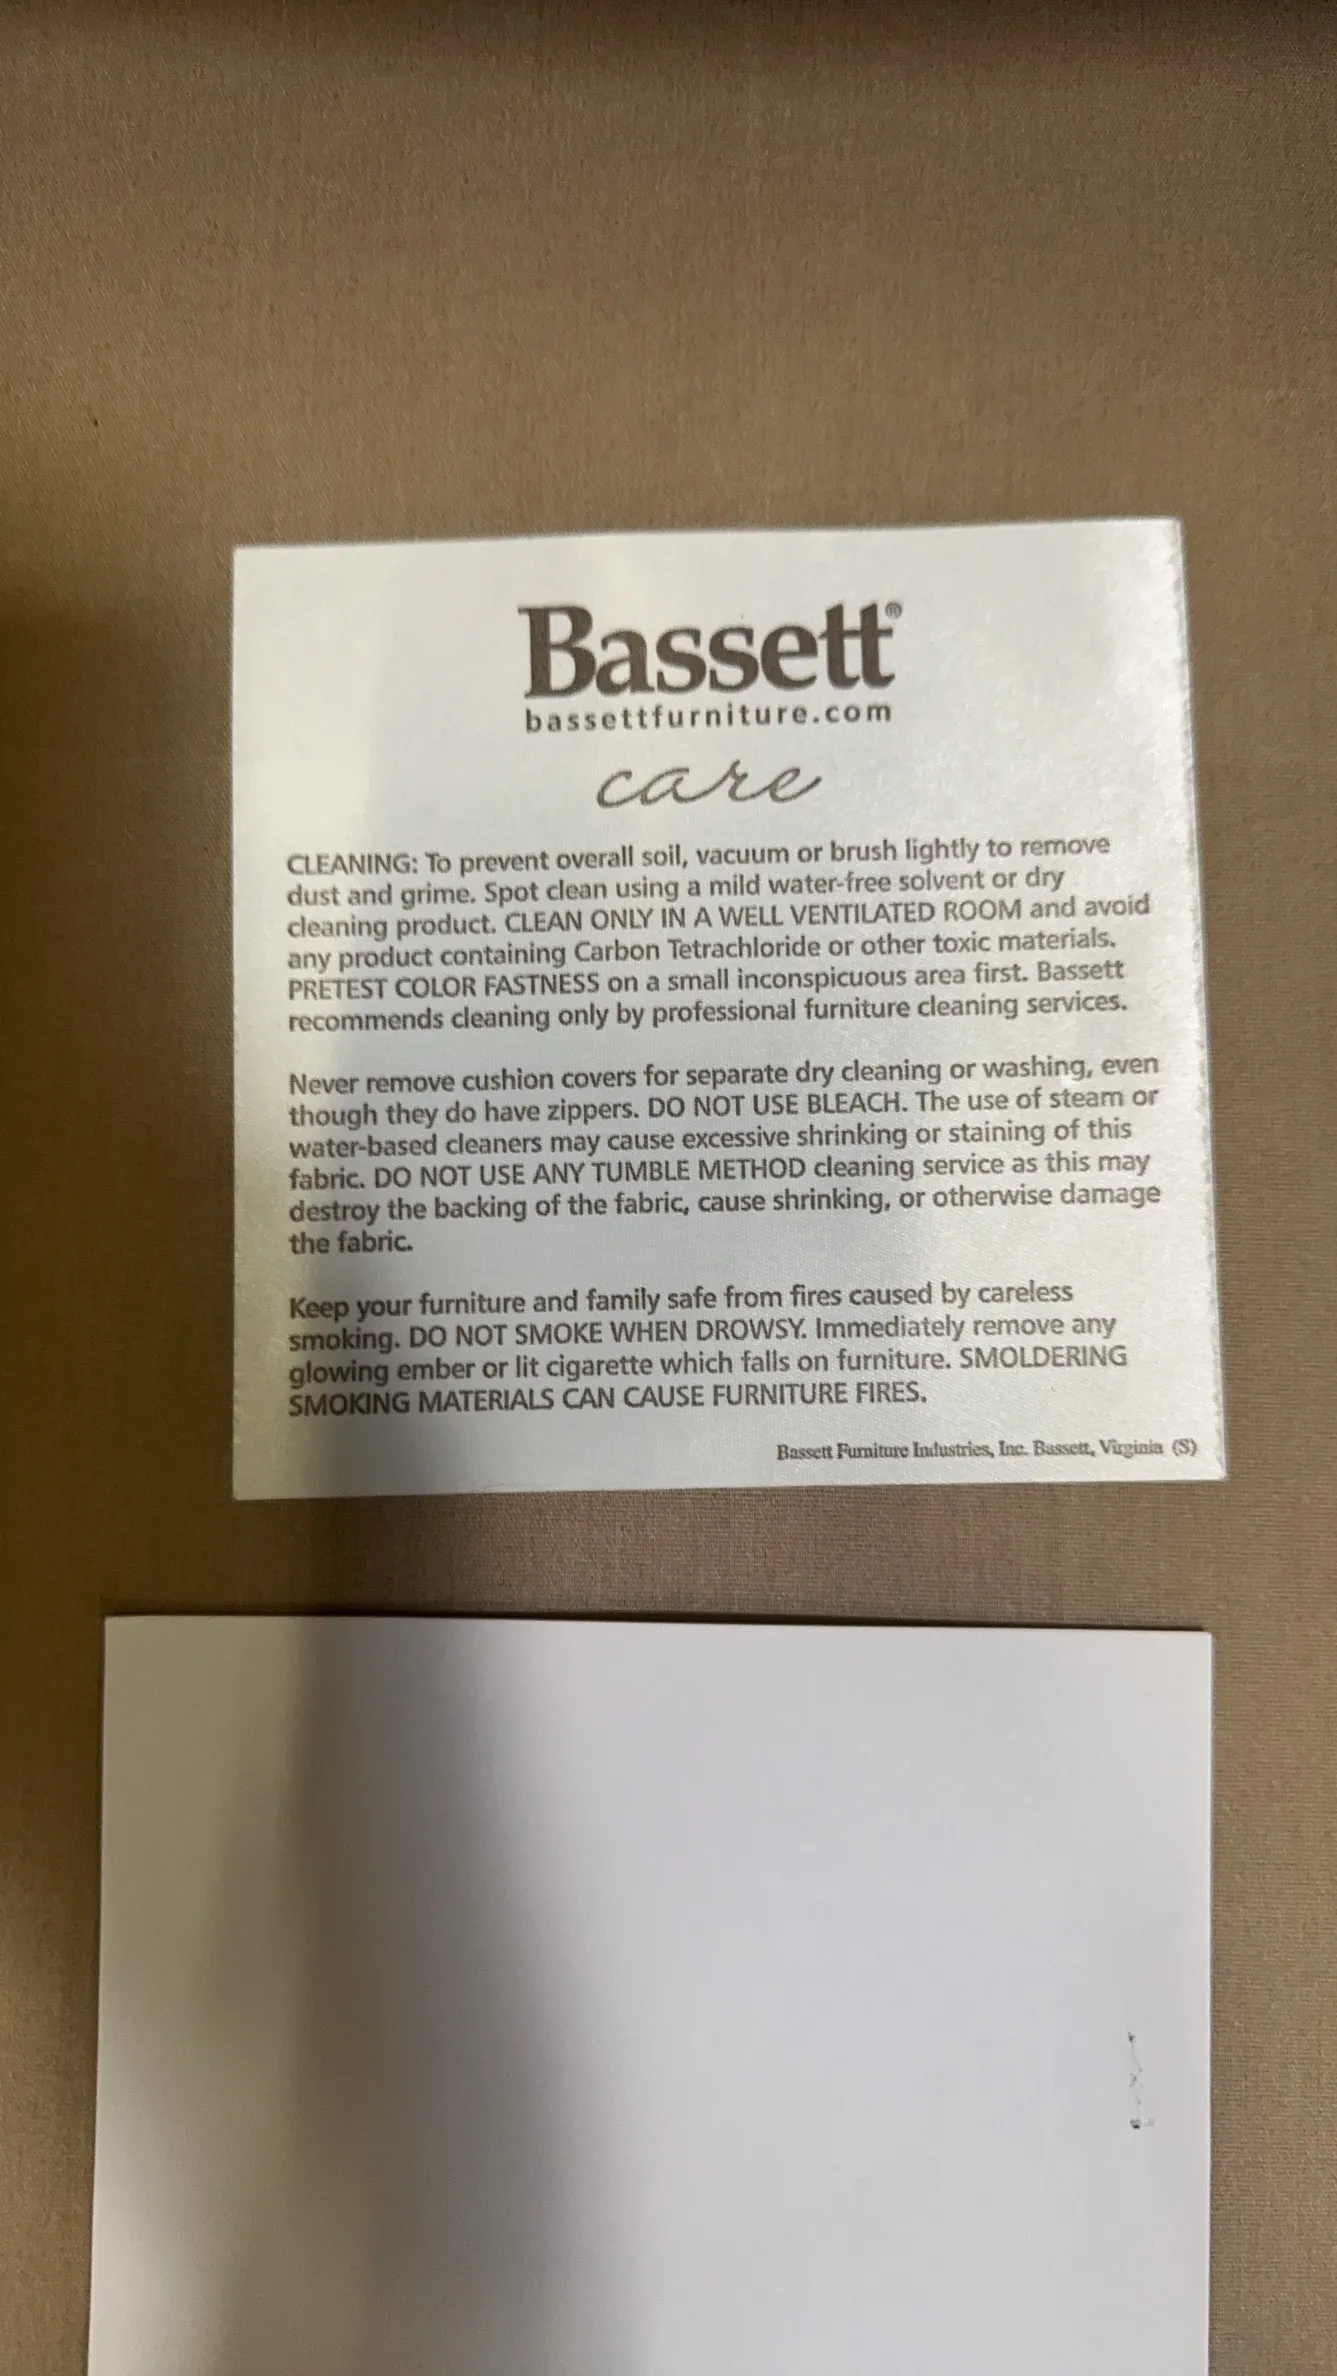 Bassett®
bassettfurniture.com
care
CLEANING: To prevent overall soil, vacuum or brush lightly to remove
dust and grime. Spot clean using a mild water-free solvent or dry
cleaning product. CLEAN ONLY IN A WELL VENTILATED ROOM and avoid
any product containing Carbon Tetrachloride or other toxic materials.
PRETEST COLOR FASTNESS on a small inconspicuous area first. Bassett
recommends cleaning only by professional furniture cleaning services.
Never remove cushion covers for separate dry cleaning or washing, even
though they do have zippers. DO NOT USE BLEACH. The use of steam or
water-based cleaners may cause excessive shrinking or staining of this
fabric. DO NOT USE ANY TUMBLE METHOD cleaning service as this may
destroy the backing of the fabric, cause shrinking, or otherwise damage
the fabric.
Keep your furniture and family safe from fires caused by careless
smoking. DO NOT SMOKE WHEN DROWSY. Immediately remove any
glowing ember or lit cigarette which falls on furniture. SMOLDERING
SMOKING MATERIALS CAN CAUSE FURNITURE FIRES.
Bassett Furniture Industries, Inc. Bassett, Virginia (S)